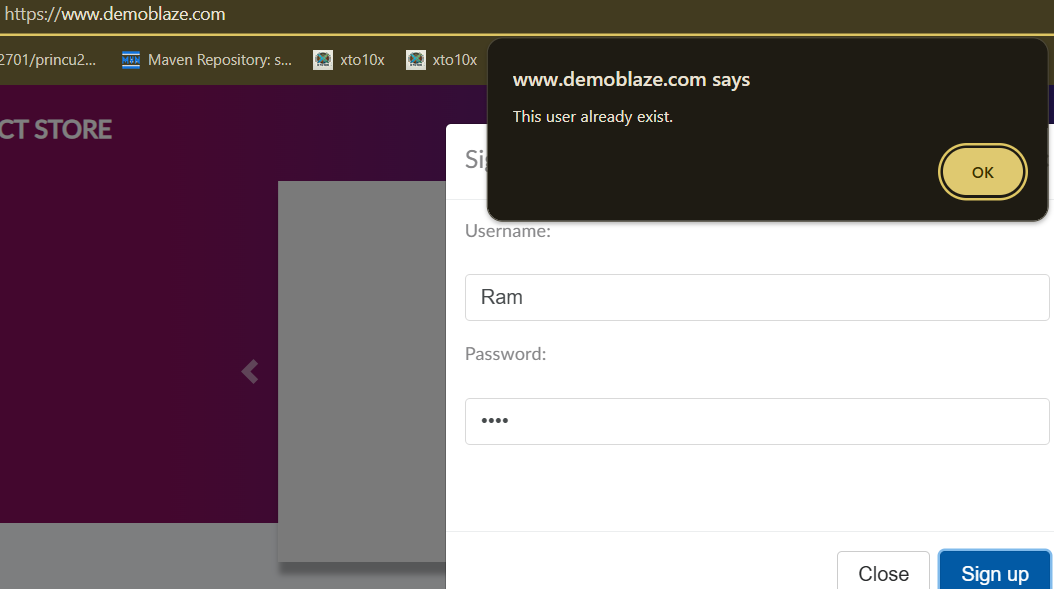 https://www.demoblaze.com
2701/princu2...
Maven Repository: s...
xto10x
xto10x
www.demoblaze.com says
This user already exist.
OK
CT STORE
Username:
Ram
Password:
••••
Close
Sign up